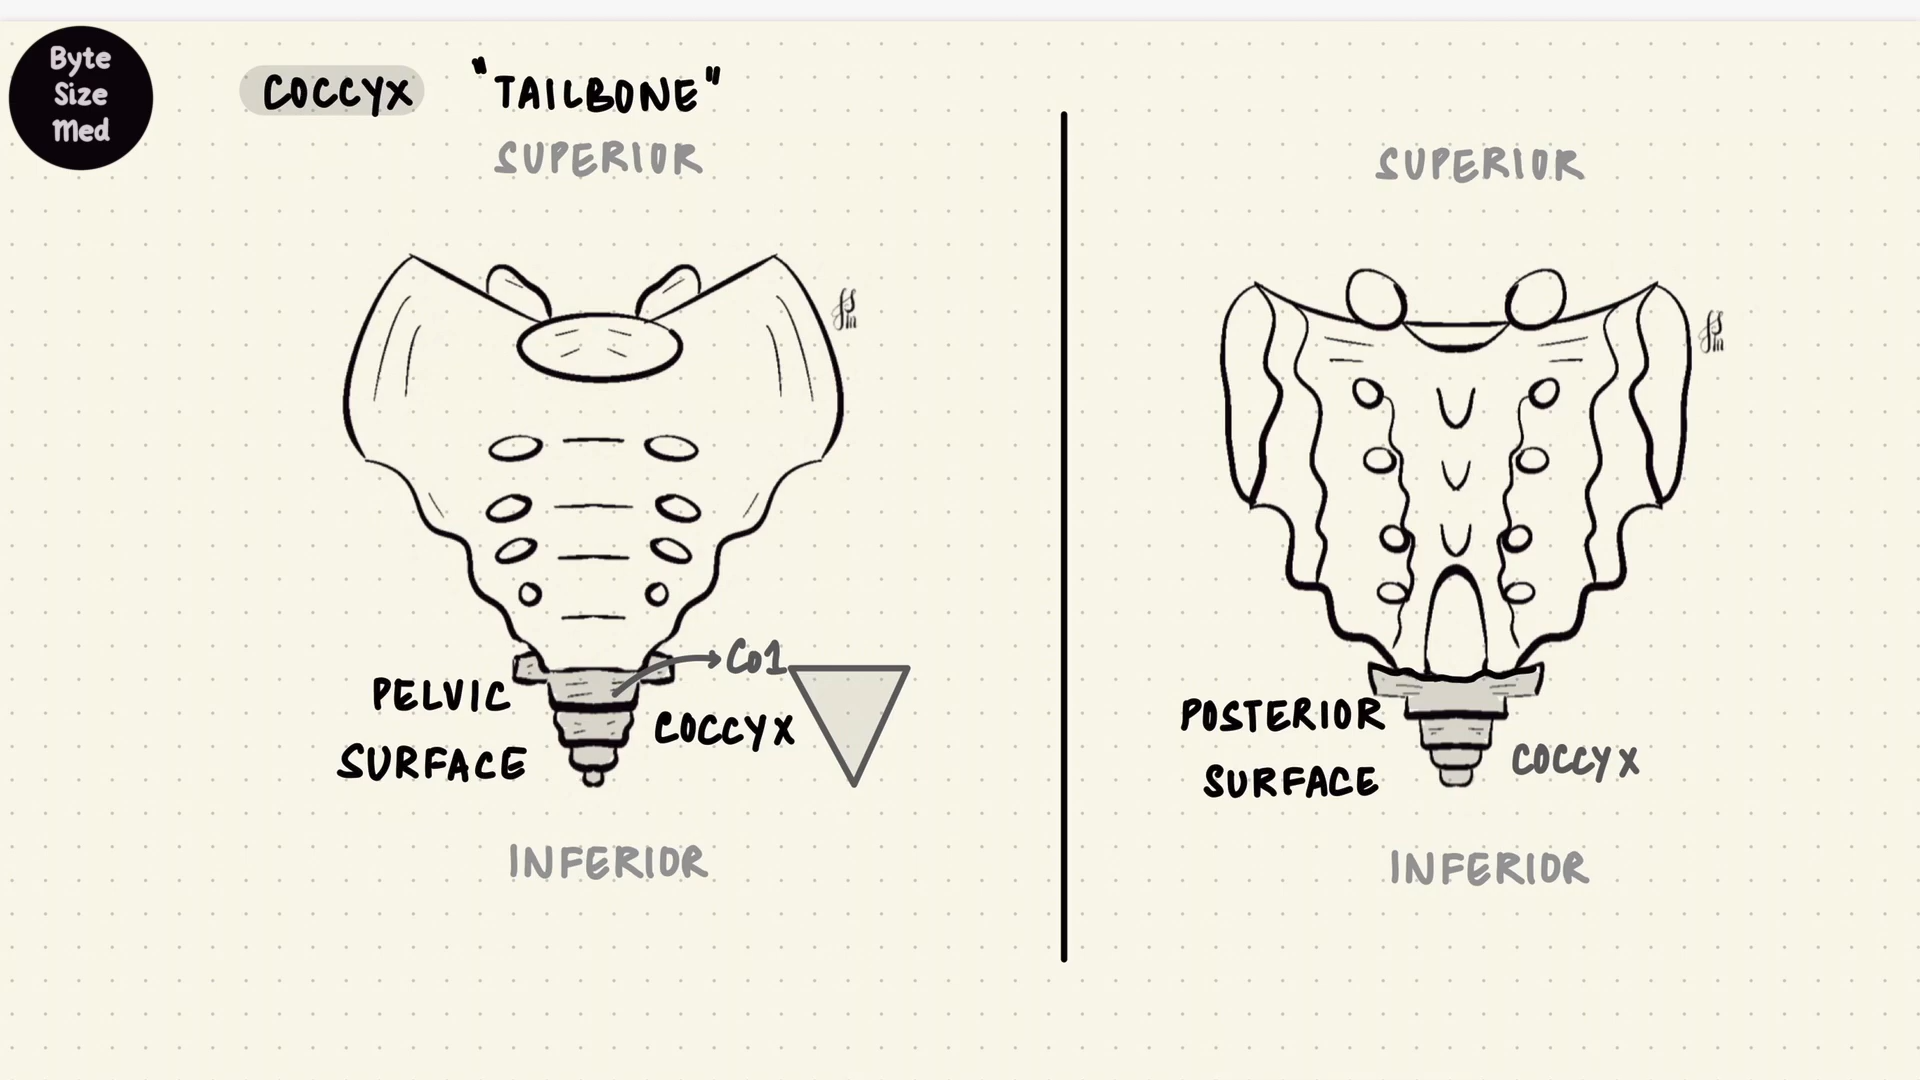 Byte
Size
Med
COCCYX "TAILBONE"
SUPERIOR
Co1
PELVIC
SURFACE
COCCYX
INFERIOR
SUPERIOR
POSTERIOR
SURFACE
COCCYX
INFERIOR